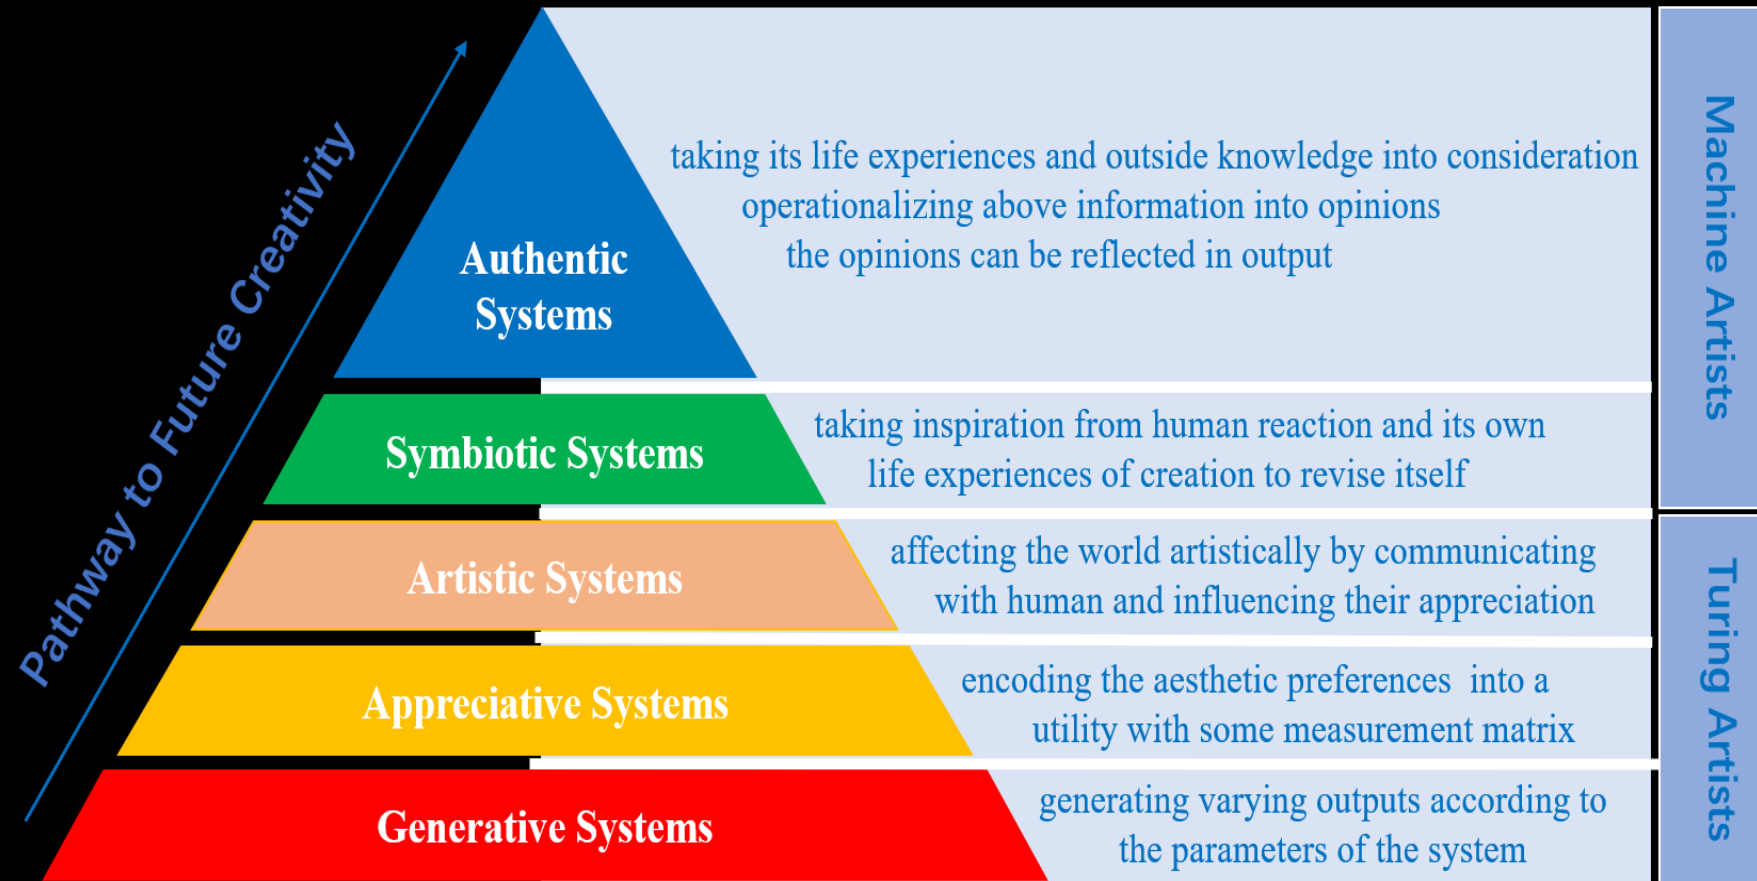 Pathway to Future Creativity
Authentic
Systems
taking its life experiences and outside knowledge into consideration
operationalizing above information into opinions
the opinions can be reflected in output
Symbiotic Systems
taking inspiration from human reaction and its own
life experiences of creation to revise itself
Artistic Systems
affecting the world artistically by communicating
with human and influencing their appreciation
Appreciative Systems
encoding the aesthetic preferences into a
utility with some measurement matrix
Generative Systems
generating varying outputs according to
the parameters of the system
Machine Artists
Turing Artists